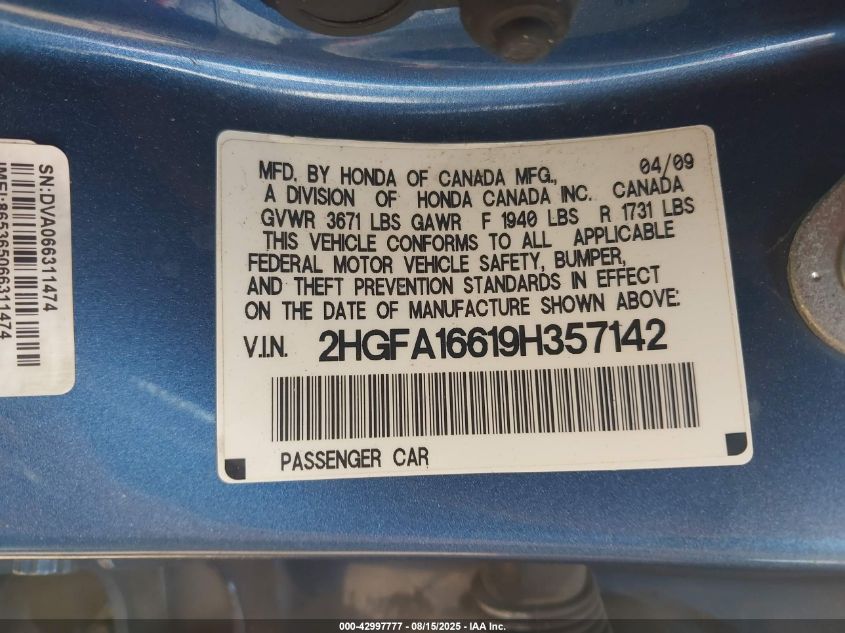 MFD. BY HONDA OF CANADA MFG., 04/09
A DIVISION OF HONDA CANADA INC. CANADA
GVWR 3671 LBS GAWR F 1940 LBS R 1731 LBS
THIS VEHICLE CONFORMS TO ALL APPLICABLE
FEDERAL MOTOR VEHICLE SAFETY, BUMPER,
AND THEFT PREVENTION STANDARDS IN EFFECT
ON THE DATE OF MANUFACTURE SHOWN ABOVE:
V.I.N. 2HGFA16619H357142
PASSENGER CAR
SN:DVA066311474
IMEI:865365066311474
000-42997777 - 08/15/2025 - IAA Inc.